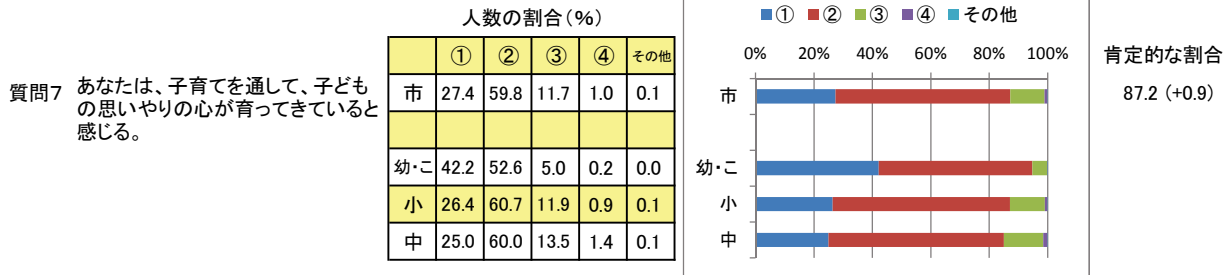 人数の割合(%)
① ② ③ ④ その他
質問7 あなたは、子育てを通して、子ども
の思いやりの心が育ってきていると
感じる。
市 27.4 59.8 11.7 1.0 0.1
幼・こ 42.2 52.6 5.0 0.2 0.0
小 26.4 60.7 11.9 0.9 0.1
中 25.0 60.0 13.5 1.4 0.1
① ② ③ ④ その他
0% 20% 40% 60% 80% 100%
市
幼・こ
小
中
肯定的な割合
87.2 (+0.9)